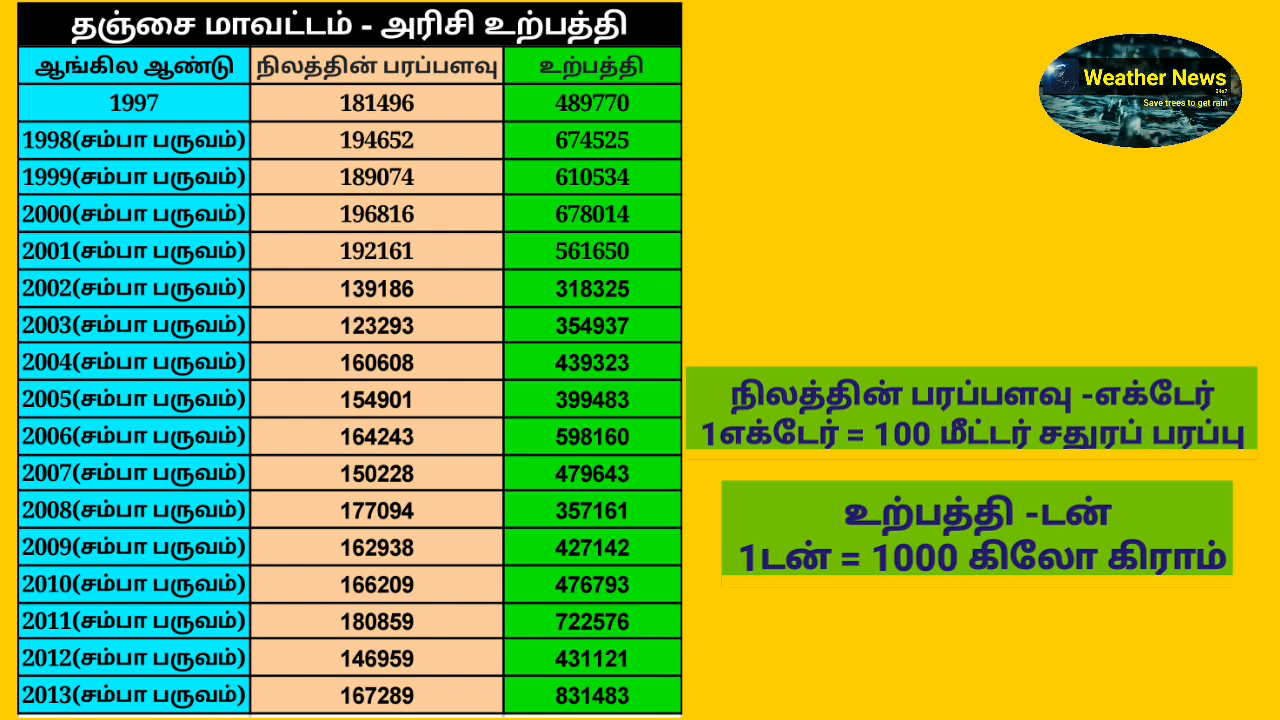 தஞ்சை மாவட்டம் - அரிசி உற்பத்தி
ஆங்கில ஆண்டு நிலத்தின் பரப்பளவு உற்பத்தி
1997 181496 489770
1998(சம்பா பருவம்) 194652 674525
1999(சம்பா பருவம்) 189074 610534
2000(சம்பா பருவம்) 196816 678014
2001(சம்பா பருவம்) 192161 561650
2002(சம்பா பருவம்) 139186 318325
2003(சம்பா பருவம்) 123293 354937
2004(சம்பா பருவம்) 160608 439323
2005(சம்பா பருவம்) 154901 399483
2006(சம்பா பருவம்) 164243 598160
2007(சம்பா பருவம்) 150228 479643
2008(சம்பா பருவம்) 177094 357161
2009(சம்பா பருவம்) 162938 427142
2010(சம்பா பருவம்) 166209 476793
2011(சம்பா பருவம்) 180859 722576
2012(சம்பா பருவம்) 146959 431121
2013(சம்பா பருவம்) 167289 831483
Weather News
24x7
Save trees to get rain
நிலத்தின் பரப்பளவு -எக்டேர்
1எக்டேர் = 100 மீட்டர் சதுரப் பரப்பு
உற்பத்தி -டன்
1டன் = 1000 கிலோ கிராம்